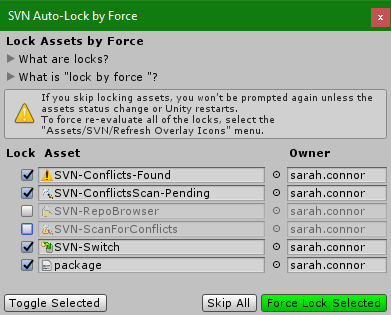 SVN Auto-Lock by Force
x
Lock Assets by Force
What are locks?
What is "lock by force "?
If you skip locking assets, you won't be prompted again unless the
assets status change or Unity restarts.
To force re-evaluate all of the locks, select the
"Assets/SVN/Refresh Overlay Icons" menu.
Lock Asset Owner
SVN-Conflicts-Found sarah.connor
SVN-ConflictsScan-Pending sarah.connor
SVN-RepoBrowser sarah.connor
SVN-ScanForConflicts sarah.connor
SVN-Switch sarah.connor
package sarah.connor
Toggle Selected Skip All Force Lock Selected